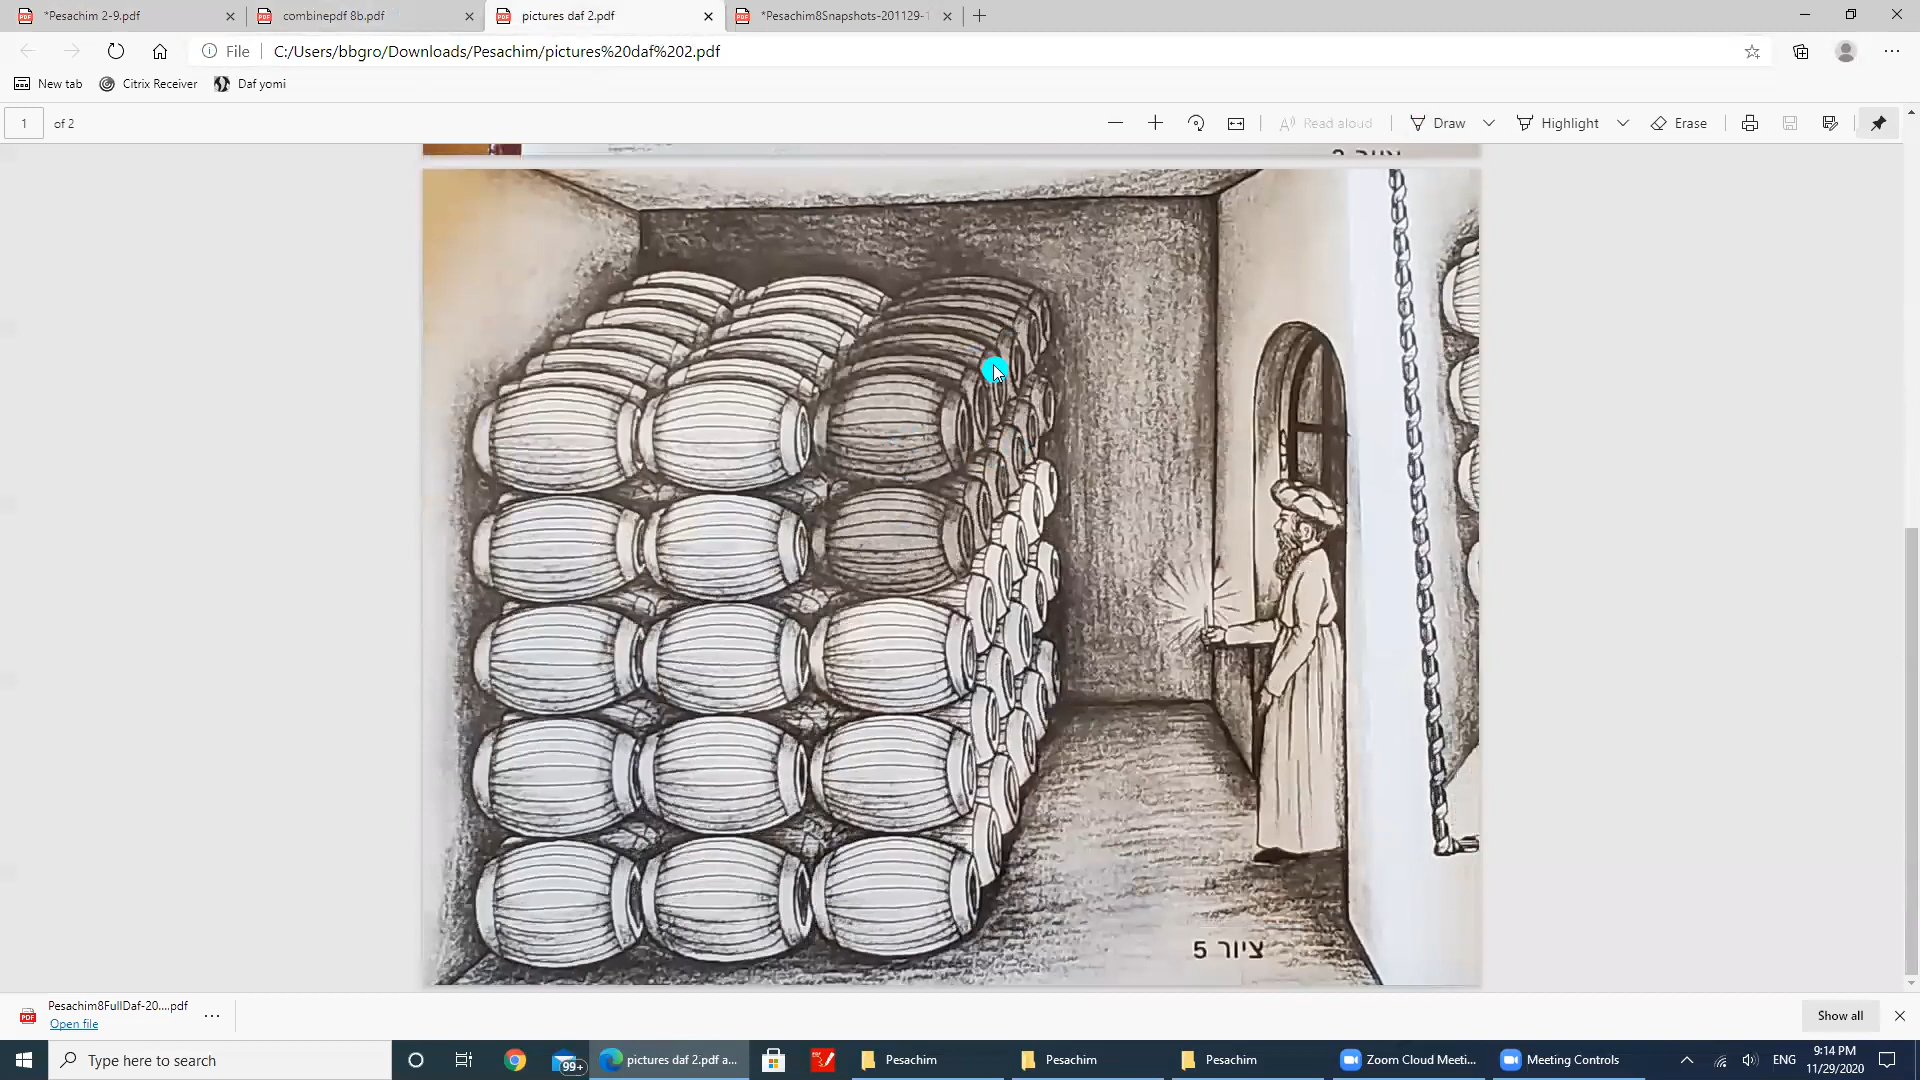 *Pesachim 2-9.pdf
combinepdf 8b.pdf
pictures daf 2.pdf
*Pesachim8Snapshots-201129-1
File
C:/Users/bbgro/Downloads/Pesachim/pictures%20daf%202.pdf
New tab
Citrix Receiver
Daf yomi
1 of 2
Read aloud
Draw
Highlight
Erase
ציור 5
Pesachim8FullDaf-20....pdf
Open file
Show all
Type here to search
99+
pictures daf 2.pdf a...
Pesachim
Pesachim
Pesachim
Zoom Cloud Meeti...
Meeting Controls
ENG
9:14 PM
11/29/2020